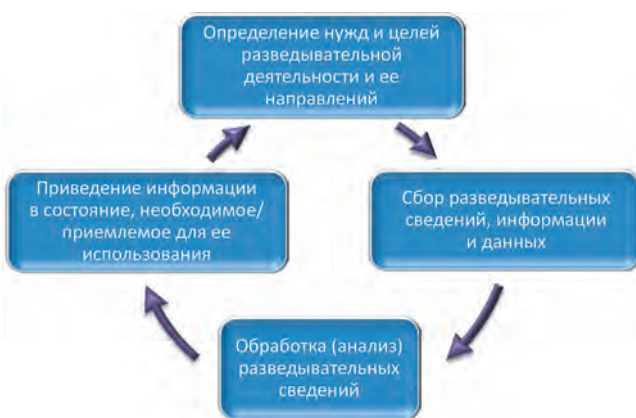 Определение нужд и целей
разведывательной
деятельности и ее
направлений
Приведение информации
в состояние, необходимое/
приемлемое для ее
использования
Сбор разведывательных
сведений, информации
и данных
Обработка (анализ)
разведывательных
сведений